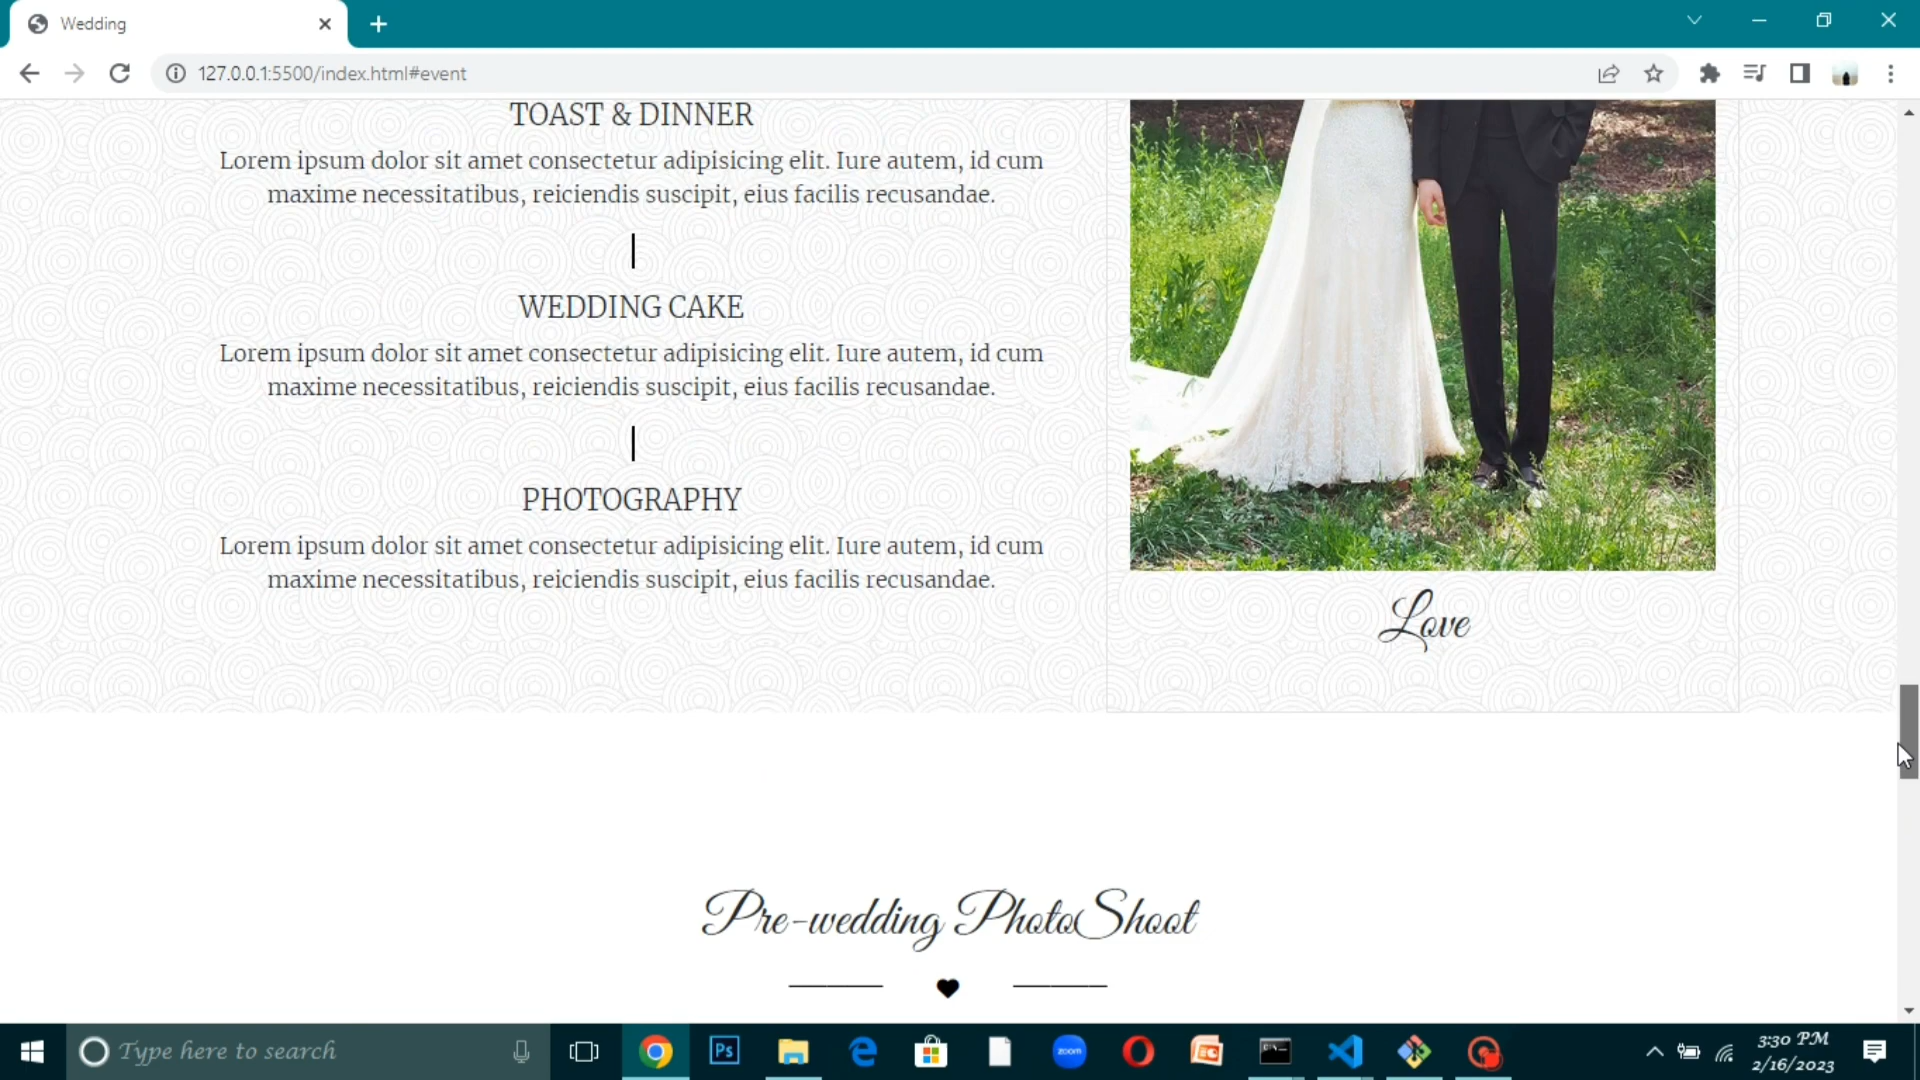 Wedding
127.0.0.1:5500/index.html#event
TOAST & DINNER
Lorem ipsum dolor sit amet consectetur adipisicing elit. Iure autem, id cum
maxime necessitatibus, reiciendis suscipit, eius facilis recusandae.
WEDDING CAKE
Lorem ipsum dolor sit amet consectetur adipisicing elit. Iure autem, id cum
maxime necessitatibus, reiciendis suscipit, eius facilis recusandae.
PHOTOGRAPHY
Lorem ipsum dolor sit amet consectetur adipisicing elit. Iure autem, id cum
maxime necessitatibus, reiciendis suscipit, eius facilis recusandae.
Love
Pre-wedding PhotoShoot
Type here to search
Ps
zoom
3:30 PM
2/16/2023